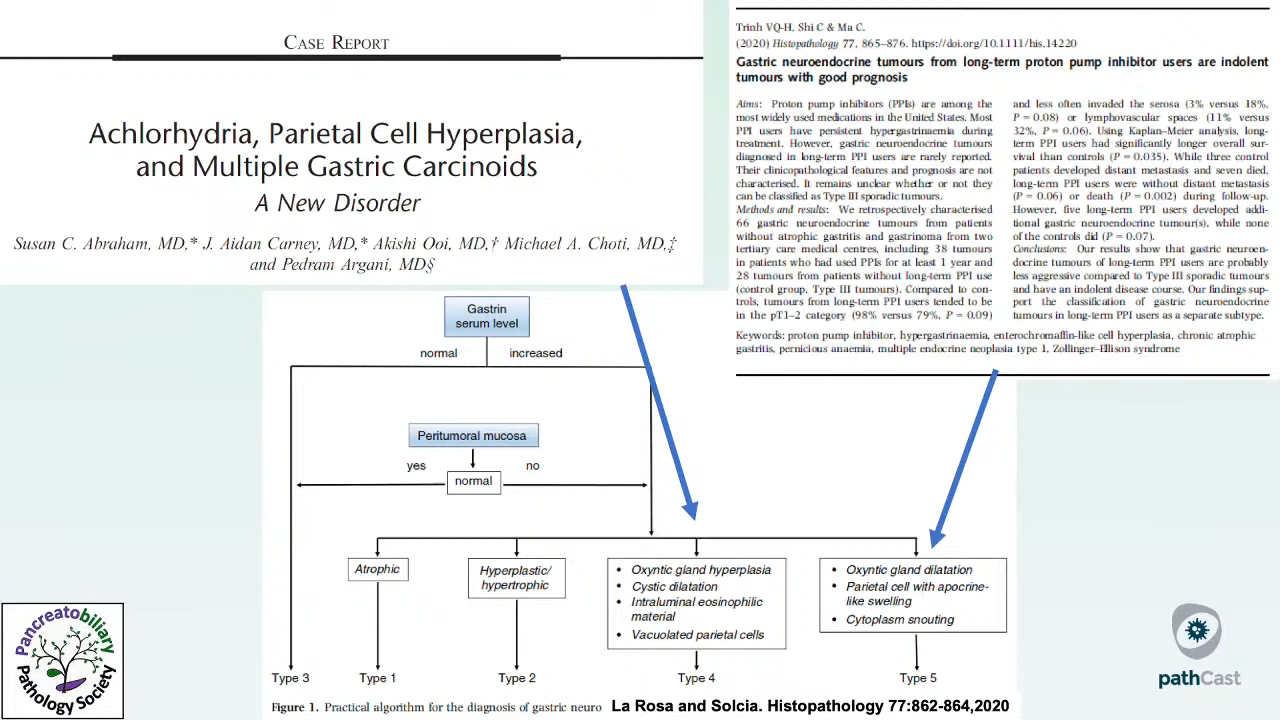 CASE REPORT
Achlorhydria, Parietal Cell Hyperplasia,
and Multiple Gastric Carcinoids
A New Disorder
Susan C. Abraham, MD,* J. Aidan Carney, MD,* Akishi Ooi, MD,† Michael A. Choti, MD,‡
and Pedram Argani, MD§
Trinh VQ-H, Shi C & Ma C.
(2020) Histopathology 77, 865–876. https://doi.org/10.1111/his.14220
Gastric neuroendocrine tumours from long-term proton pump inhibitor users are indolent
tumours with good prognosis
Aims: Proton pump inhibitors (PPIs) are among the
most widely used medications in the United States. Most
PPI users have persistent hypergastrinaemia during
treatment. However, gastric neuroendocrine tumours
diagnosed in long-term PPI users are rarely reported.
Their clinicopathological features and prognosis are not
characterised. It remains unclear whether or not they
can be classified as Type III sporadic tumours.
Methods and results: We retrospectively characterised
66 gastric neuroendocrine tumours from patients
without atrophic gastritis and gastrinoma from two
tertiary care medical centres, including 38 tumours
in patients who had used PPIs for at least 1 year and
28 tumours from patients without long-term PPI use
(control group, Type III tumours). Compared to con-
trols, tumours from long-term PPI users tended to be
in the pT1–2 category (98% versus 79%, P = 0.09)
and less often invaded the serosa (3% versus 18%,
P = 0.08) or lymphovascular spaces (11% versus
32%, P = 0.06). Using Kaplan–Meier analysis, long-
term PPI users had significantly longer overall sur-
vival than controls (P = 0.035). While three control
patients developed distant metastasis and seven died,
long-term PPI users were without distant metastasis
(P = 0.06) or death (P = 0.002) during follow-up.
However, five long-term PPI users developed addi-
tional gastric neuroendocrine tumour(s), while none
of the controls did (P = 0.07).
Conclusions: Our results show that gastric neuroen-
docrine tumours of long-term PPI users are probably
less aggressive compared to Type III sporadic tumours
and have an indolent disease course. Our findings sup-
port the classification of gastric neuroendocrine
tumours in long-term PPI users as a separate subtype.
Keywords: proton pump inhibitor, hypergastrinaemia, enterochromaffin-like cell hyperplasia, chronic atrophic
gastritis, pernicious anaemia, multiple endocrine neoplasia type 1, Zollinger–Ellison syndrome
Gastrin
serum level
normal increased
Peritumoral mucosa
yes no
normal
Atrophic
Hyperplastic/
hypertrophic
• Oxyntic gland hyperplasia
• Cystic dilatation
• Intraluminal eosinophilic
material
• Vacuolated parietal cells
• Oxyntic gland dilatation
• Parietal cell with apocrine-
like swelling
• Cytoplasm snouting
Type 3 Type 1 Type 2 Type 4 Type 5
Figure 1. Practical algorithm for the diagnosis of gastric neuro
La Rosa and Solcia. Histopathology 77:862-864,2020
Pancreatobiliary
Pathology Society
pathCast